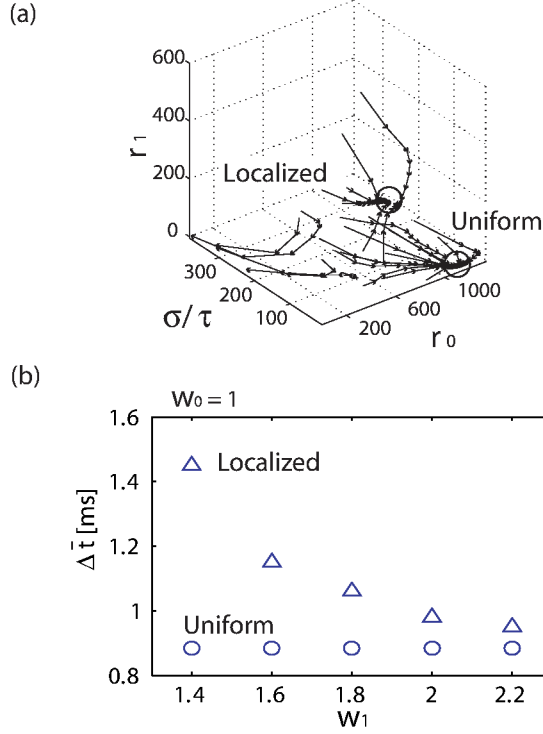 (a)
600
400
200
0
r₁
Localized
Uniform
300
200
100
σ/τ
200
600
1000
r₀
(b)
W₀ = 1
1.6
1.4
1.2
1
0.8
Δt̄ [ms]
Localized
Uniform
1.4 1.6 1.8 2 2.2
W₁